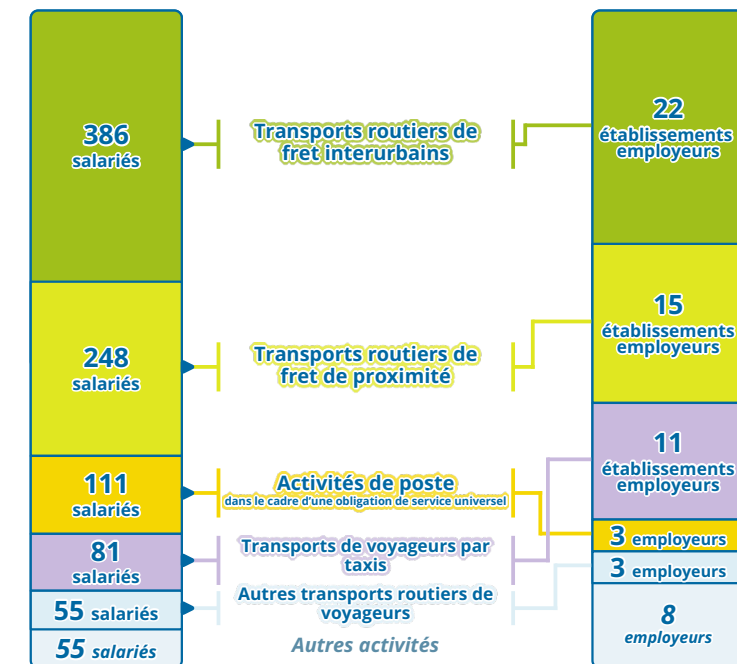 386
salariés
Transports routiers de
fret interurbains
22
établissements
employeurs
248
salariés
Transports routiers de
fret de proximité
15
établissements
employeurs
111
salariés
Activités de poste
dans le cadre d'une obligation de service universel
11
établissements
employeurs
81
salariés
Transports de voyageurs par
taxis
3 employeurs
55 salariés
Autres transports routiers de
voyageurs
3 employeurs
55 salariés
Autres activités
8
employeurs